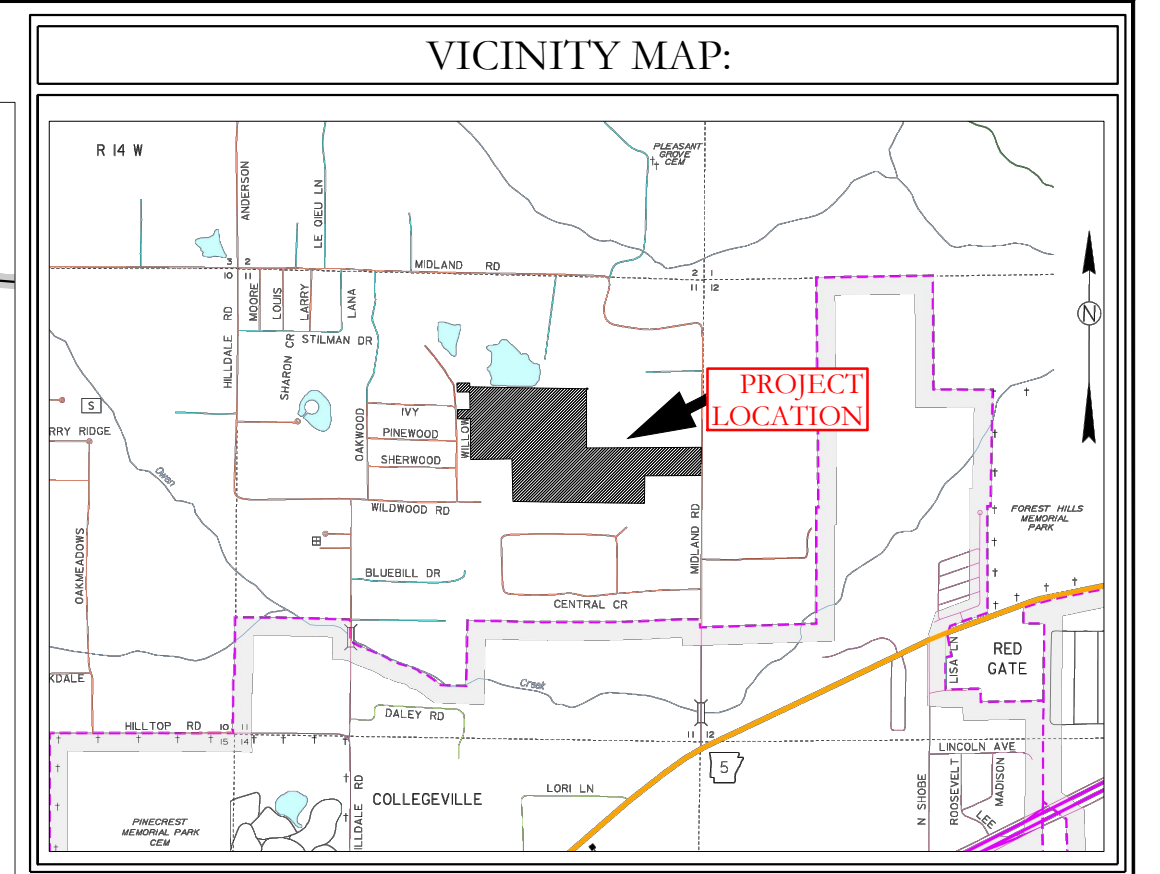 VICINITY MAP:
R 14 W
ANDERSON
LE QIEU LN
PLEASANT
GROVE
CEM
3 2
10 11
MIDLAND RD
2 1
11 12
HILLDALE RD
MOORE
LOUIS
LARRY
LANA
SHARON CR
STILMAN DR
N
PROJECT
LOCATION
S
RRY RIDGE
OAKWOOD
IVY
PINEWOOD
SHERWOOD
WILLOW
WILDWOOD RD
Owen
OAKMEADOWS
MIDLAND RD
FOREST HILLS
MEMORIAL
PARK
BLUEBILL DR
CENTRAL CR
LISA LN
RED
GATE
KDALE
Creek
DALEY RD
HILLTOP RD
10 11
15 14
11 12
5
LINCOLN AVE
COLLEGEVILLE
ILLDALE RD
LORI LN
N SHOBE
ROOSEVELT
MADISON
LEE
PINECREST
MEMORIAL PARK
CEM